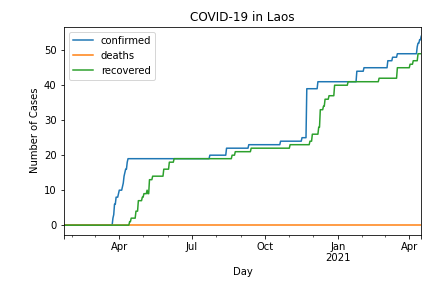 COVID-19 in Laos
confirmed
deaths
recovered
Number of Cases
50
40
30
20
10
0
Apr
Jul
Oct
Jan
2021
Apr
Day